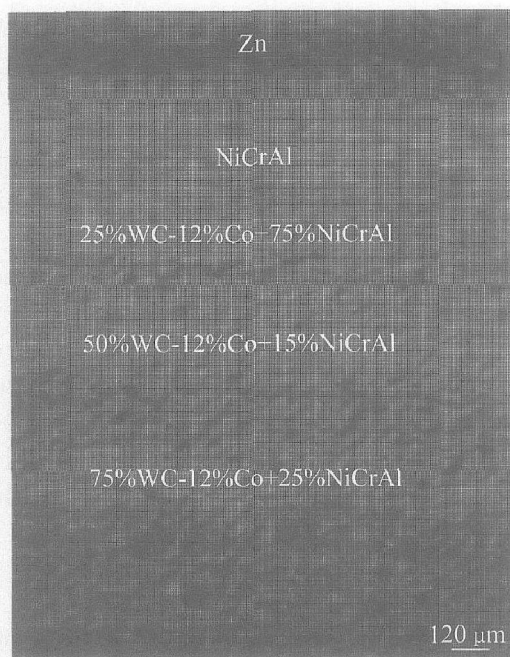 Zn
NiCrAl
25%WC-12%Co+75%NiCrAl
50%WC-12%Co+15%NiCrAl
75%WC-12%Co+25%NiCrAl
120 μm